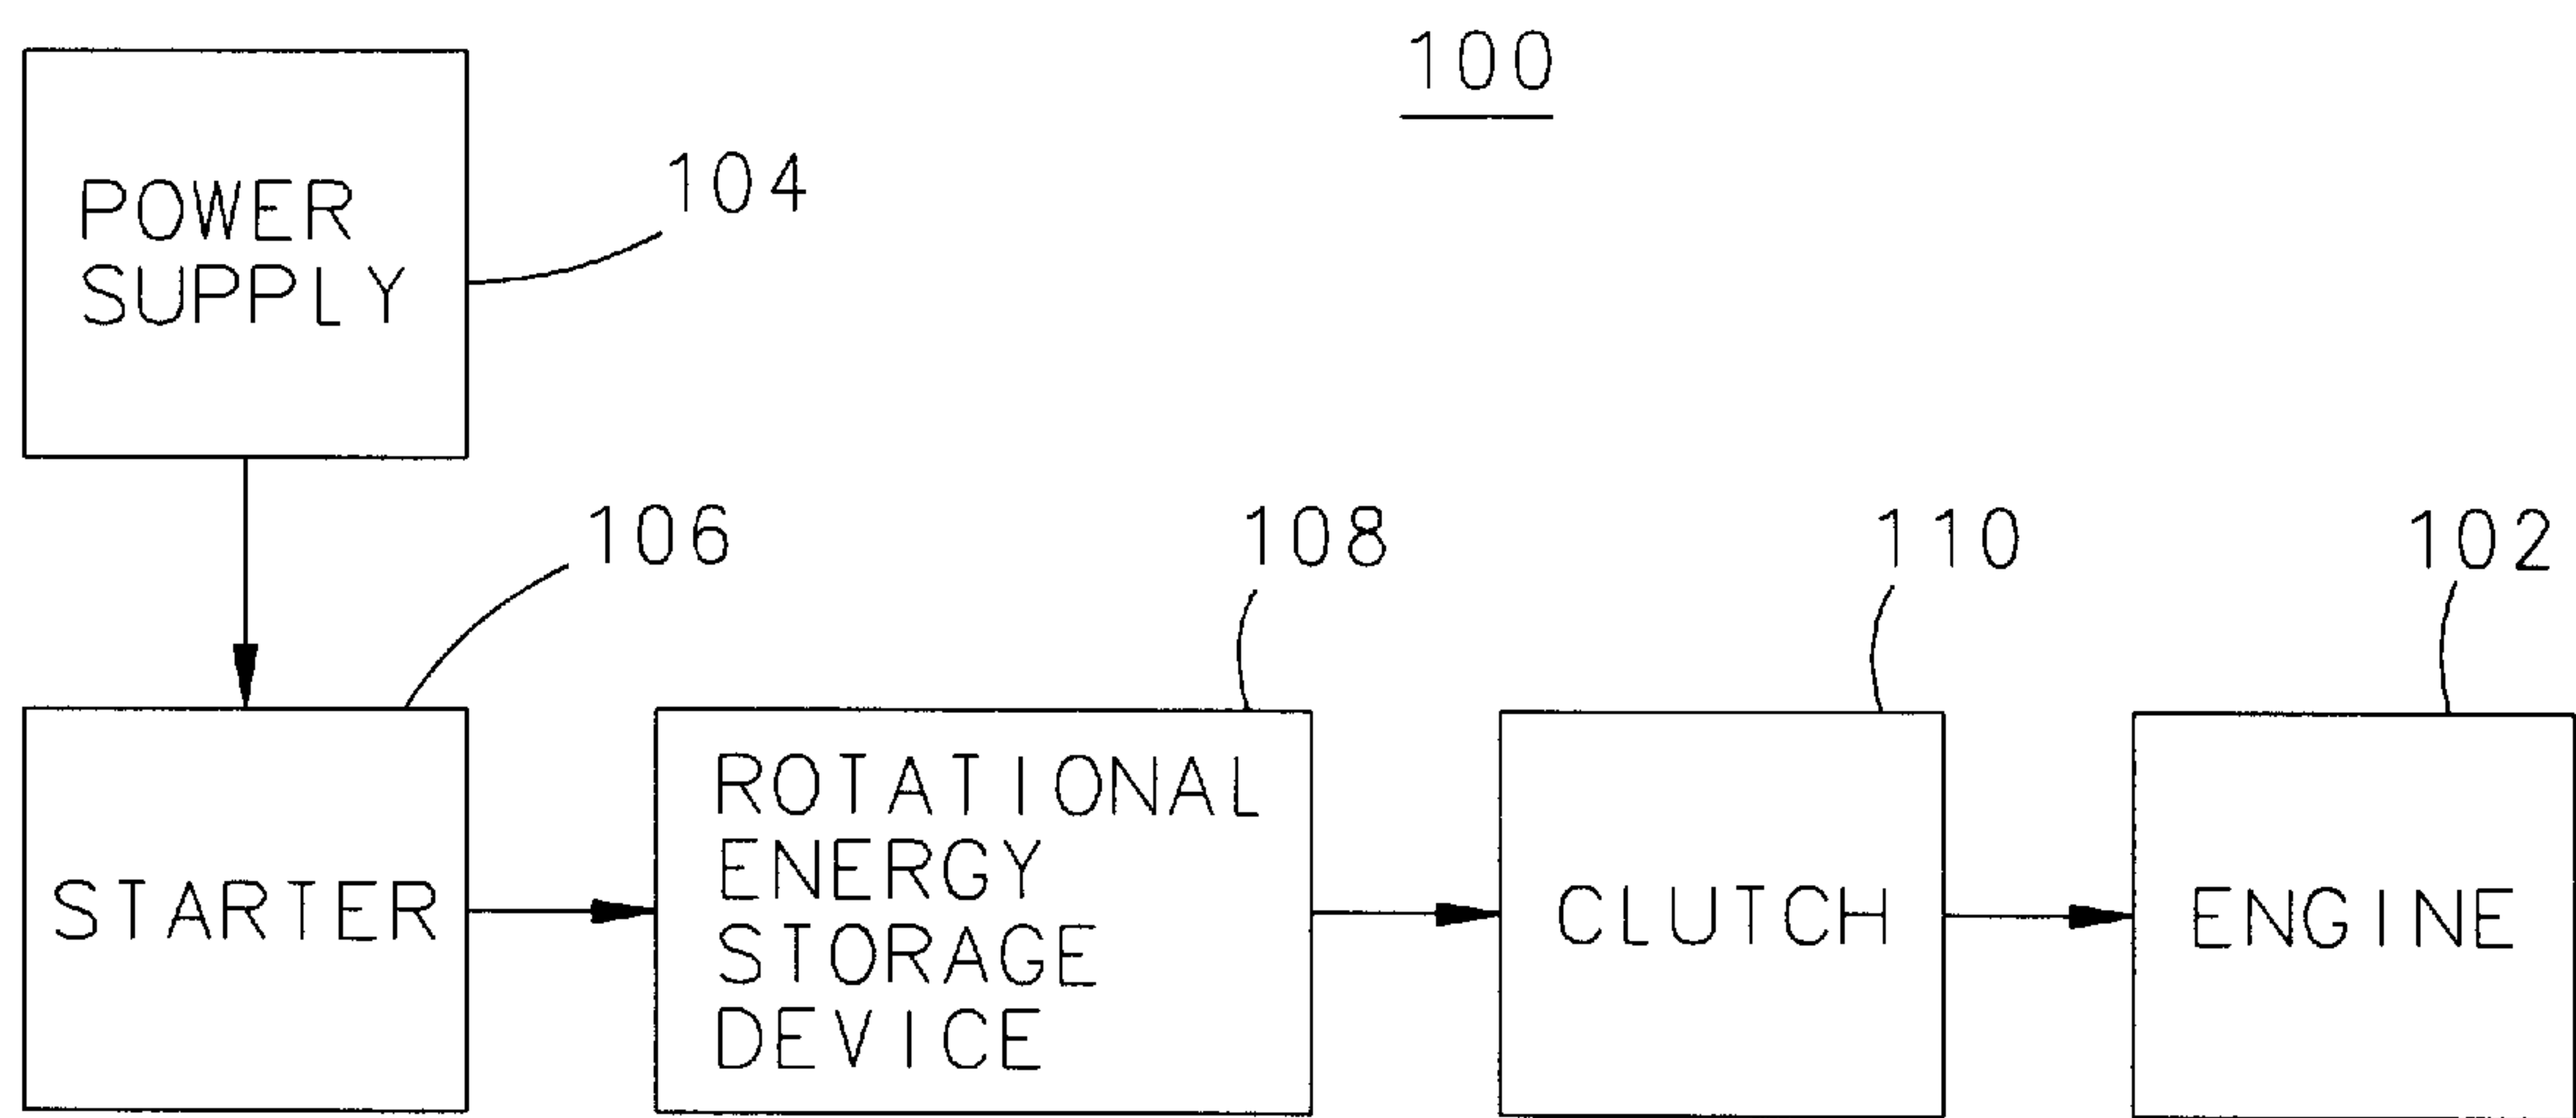 100
POWER
SUPPLY
104
106
108
110
102
STARTER
ROTATIONAL
ENERGY
STORAGE
DEVICE
CLUTCH
ENGINE